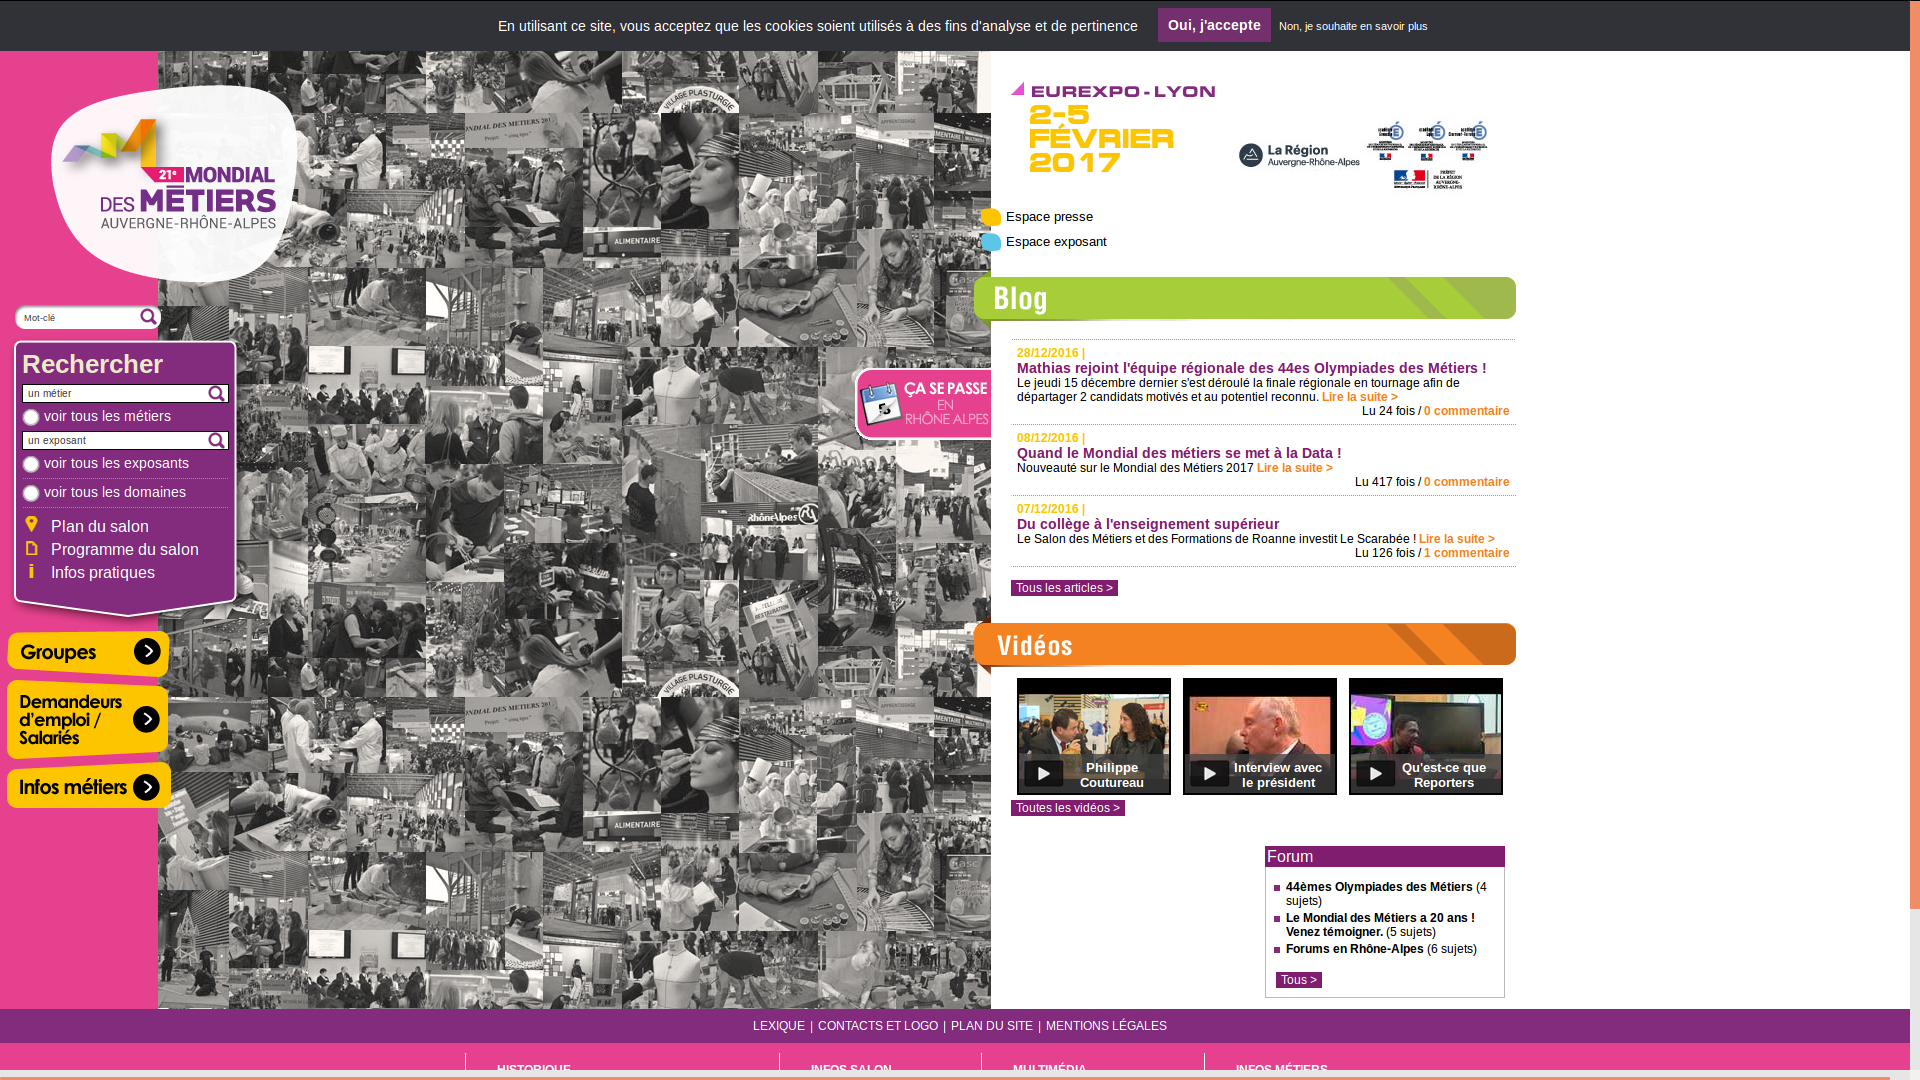 En utilisant ce site, vous acceptez que les cookies soient utilisés à des fins d'analyse et de pertinence
Oui, j'accepte
Non, je souhaite en savoir plus
21e MONDIAL
DES MÉTIERS
AUVERGNE-RHÔNE-ALPES
EUREXPO-LYON
2-5
FÉVRIER
2017
La Région
Auvergne-Rhône-Alpes
Espace presse
Espace exposant
Mot-clé
Rechercher
un métier
voir tous les métiers
un exposant
voir tous les exposants
voir tous les domaines
Plan du salon
Programme du salon
Infos pratiques
Groupes
Demandeurs
d'emploi /
Salariés
Infos métiers
ÇA SE PASSE
EN
RHÔNE ALPES
Blog
28/12/2016 |
Mathias rejoint l'équipe régionale des 44es Olympiades des Métiers !
Le jeudi 15 décembre dernier s'est déroulé la finale régionale en tournage afin de
départager 2 candidats motivés et au potentiel reconnu. Lire la suite >
Lu 24 fois / 0 commentaire
08/12/2016 |
Quand le Mondial des métiers se met à la Data !
Nouveauté sur le Mondial des Métiers 2017 Lire la suite >
Lu 417 fois / 0 commentaire
07/12/2016 |
Du collège à l'enseignement supérieur
Le Salon des Métiers et des Formations de Roanne investit Le Scarabée ! Lire la suite >
Lu 126 fois / 1 commentaire
Tous les articles >
Vidéos
Philippe
Coutureau
Interview avec
le président
Qu'est-ce que
Reporters
Toutes les vidéos >
Forum
44èmes Olympiades des Métiers (4
sujets)
Le Mondial des Métiers a 20 ans !
Venez témoigner. (5 sujets)
Forums en Rhône-Alpes (6 sujets)
Tous >
LEXIQUE | CONTACTS ET LOGO | PLAN DU SITE | MENTIONS LÉGALES
HISTORIQUE
INFOS SALON
MULTIMÉDIA
INFOS MÉTIERS